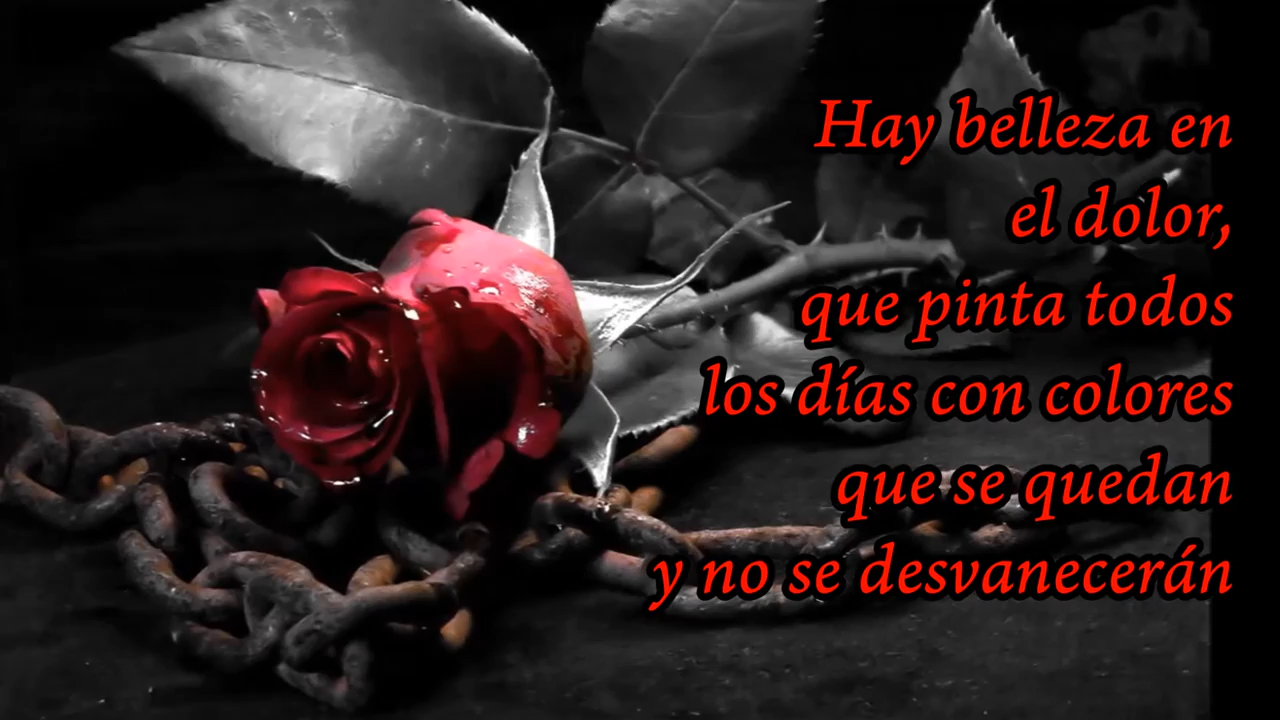 Hay belleza en
el dolor,
que pinta todos
los días con colores
que se quedan
y no se desvanecerán